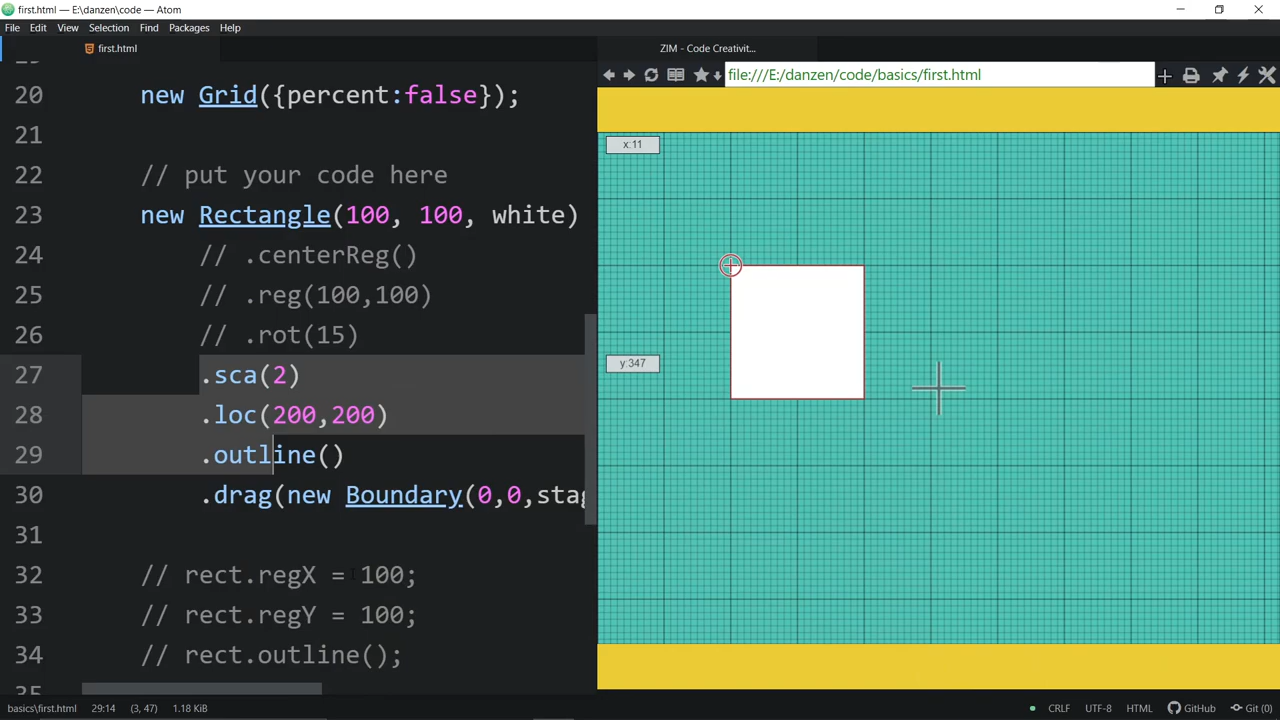 first.html — E:\danzen\code — Atom
File Edit View Selection Find Packages Help
first.html
ZIM - Code Creativit...
file:///E:/danzen/code/basics/first.html
20 new Grid({percent:false});
21
22 // put your code here
23 new Rectangle(100, 100, white)
24 // .centerReg()
25 // .reg(100,100)
26 // .rot(15)
27 .sca(2)
28 .loc(200,200)
29 .outline()
30 .drag(new Boundary(0,0,stag
31
32 // rect.regX = 100;
33 // rect.regY = 100;
34 // rect.outline();
x:11
y:347
basics\first.html 29:14 (3, 47) 1.18 KiB CRLF UTF-8 HTML GitHub Git (0)